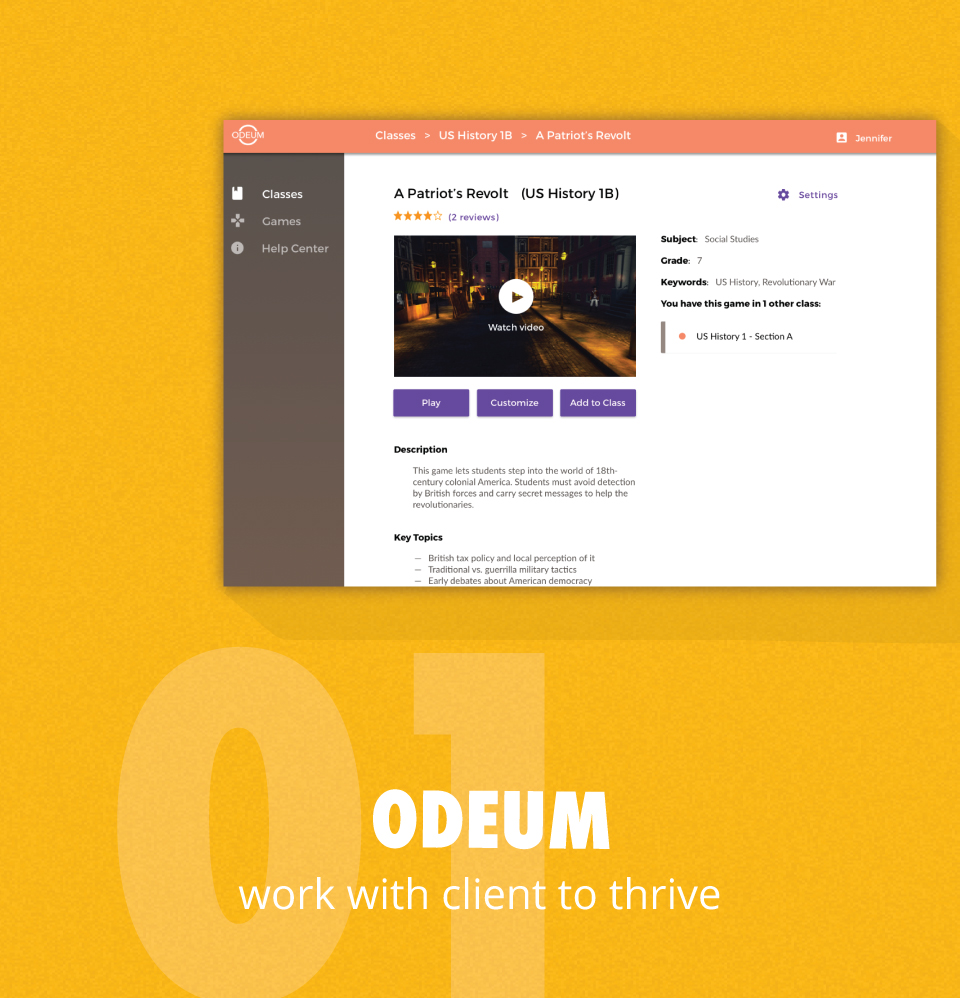 ODEUM
Classes > US History 1B > A Patriot's Revolt
Jennifer
Classes
Games
Help Center
A Patriot's Revolt (US History 1B)
Settings
(2 reviews)
Watch video
Play
Customize
Add to Class
Subject: Social Studies
Grade: 7
Keywords: US History, Revolutionary War
You have this game in 1 other class:
US History 1 - Section A
Description
This game lets students step into the world of 18th-
century colonial America. Students must avoid detection
by British forces and carry secret messages to help the
revolutionaries.
Key Topics
— British tax policy and local perception of it
— Traditional vs. guerrilla military tactics
— Early debates about American democracy
01
ODEUM
work with client to thrive